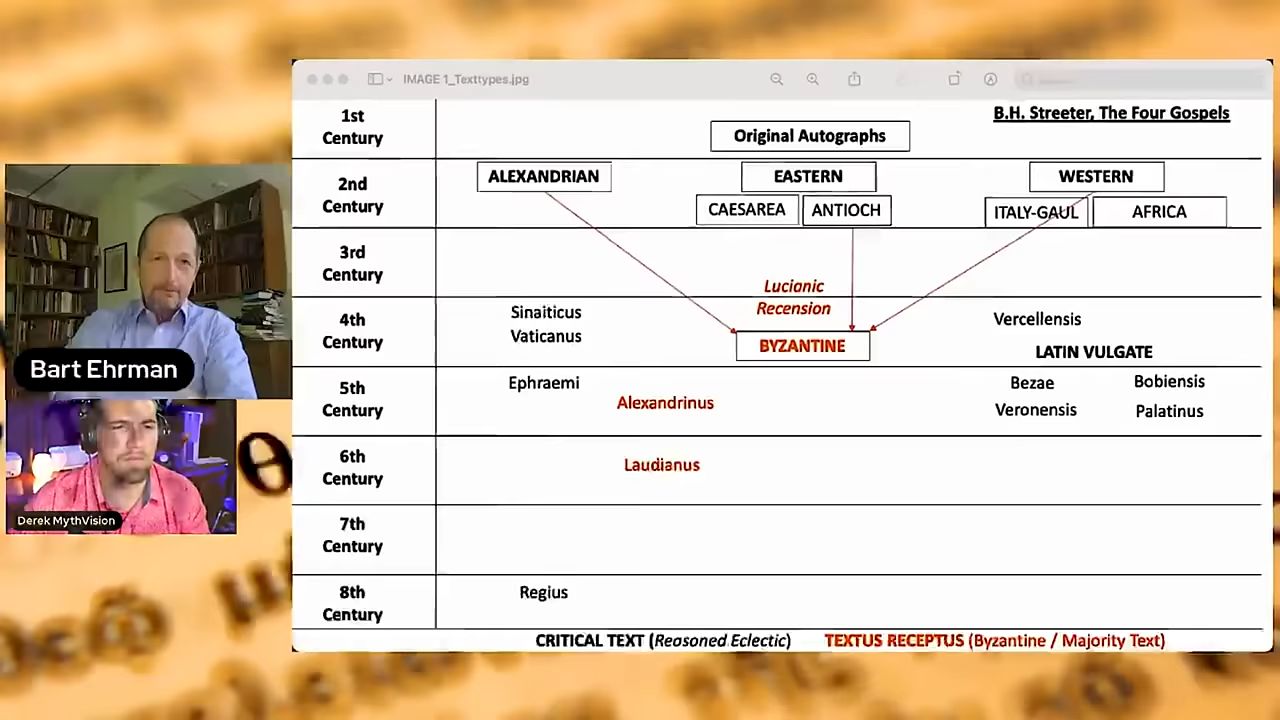 IMAGE 1_Texttypes.jpg
B.H. Streeter, The Four Gospels
1st
Century
Original Autographs
2nd
Century
ALEXANDRIAN
EASTERN
WESTERN
CAESAREA
ANTIOCH
ITALY-GAUL
AFRICA
3rd
Century
Lucianic
Recension
4th
Century
Sinaiticus
Vaticanus
BYZANTINE
Vercellensis
LATIN VULGATE
5th
Century
Ephraemi
Alexandrinus
Bezae
Bobiensis
Veronensis
Palatinus
6th
Century
Laudianus
7th
Century
8th
Century
Regius
CRITICAL TEXT (Reasoned Eclectic)
TEXTUS RECEPTUS (Byzantine / Majority Text)
Bart Ehrman
Derek MythVision